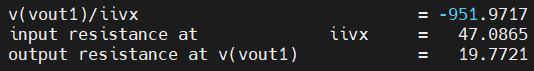 v(vout1)/iivx = -951.9717
input resistance at iivx = 47.0865
output resistance at v(vout1) = 19.7721